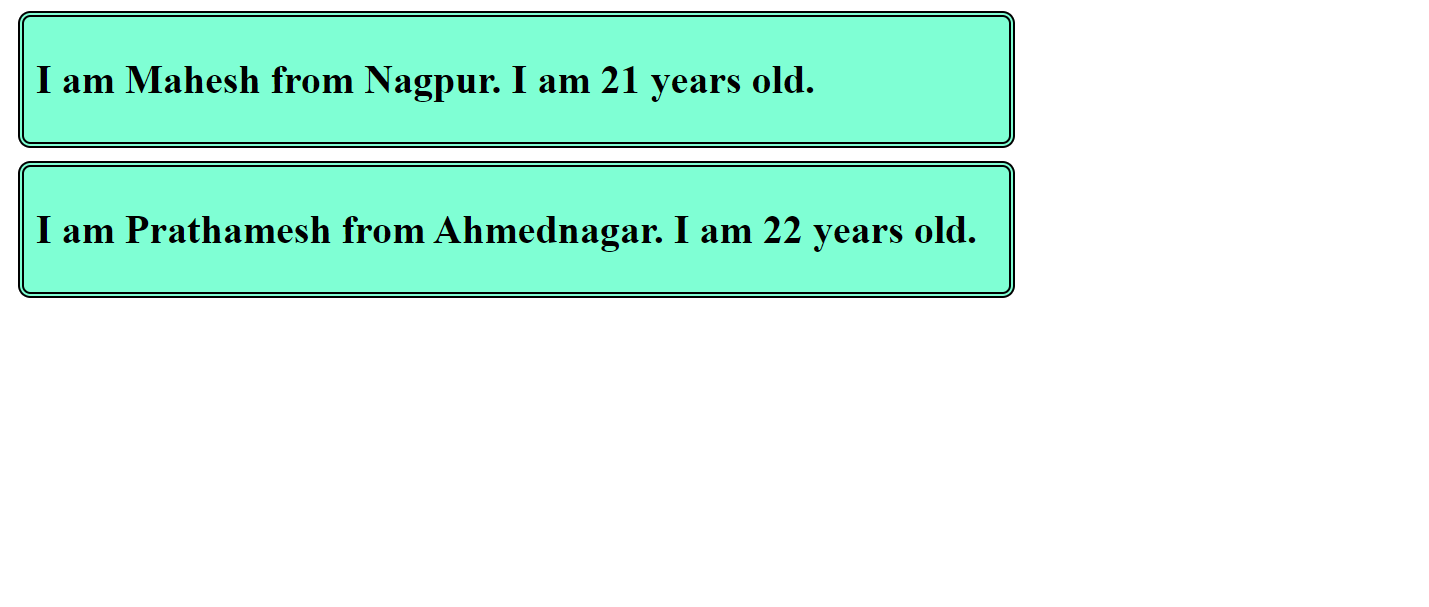 I am Mahesh from Nagpur. I am 21 years old.
I am Prathamesh from Ahmednagar. I am 22 years old.